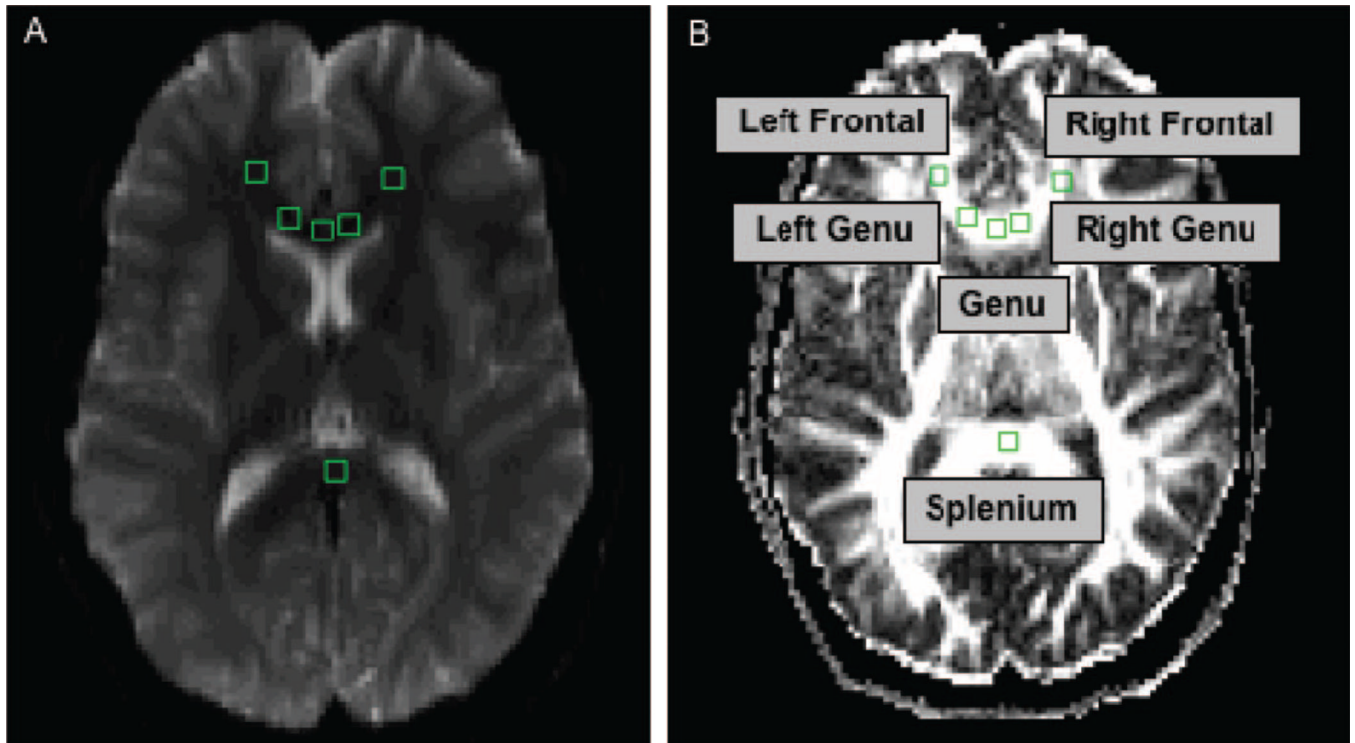 A
B
Left Frontal
Right Frontal
Left Genu
Right Genu
Genu
Splenium